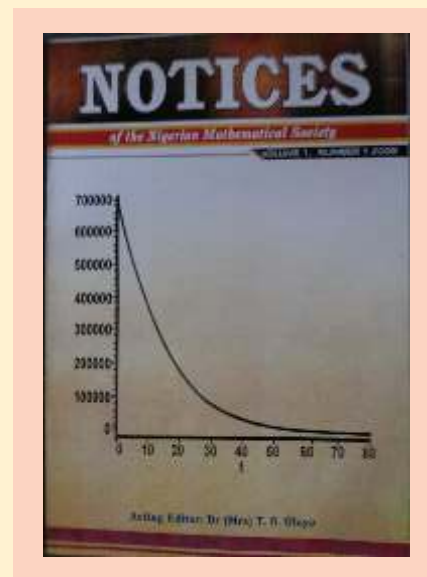 NOTICES
of the Nigerian Mathematical Society
VOLUME 1, NUMBER 1 2009
700000
600000
500000
400000
300000
200000
100000
0
0 10 20 30 40 50 60 70 80
t
Acting Editor: Dr (Mrs) T. O.